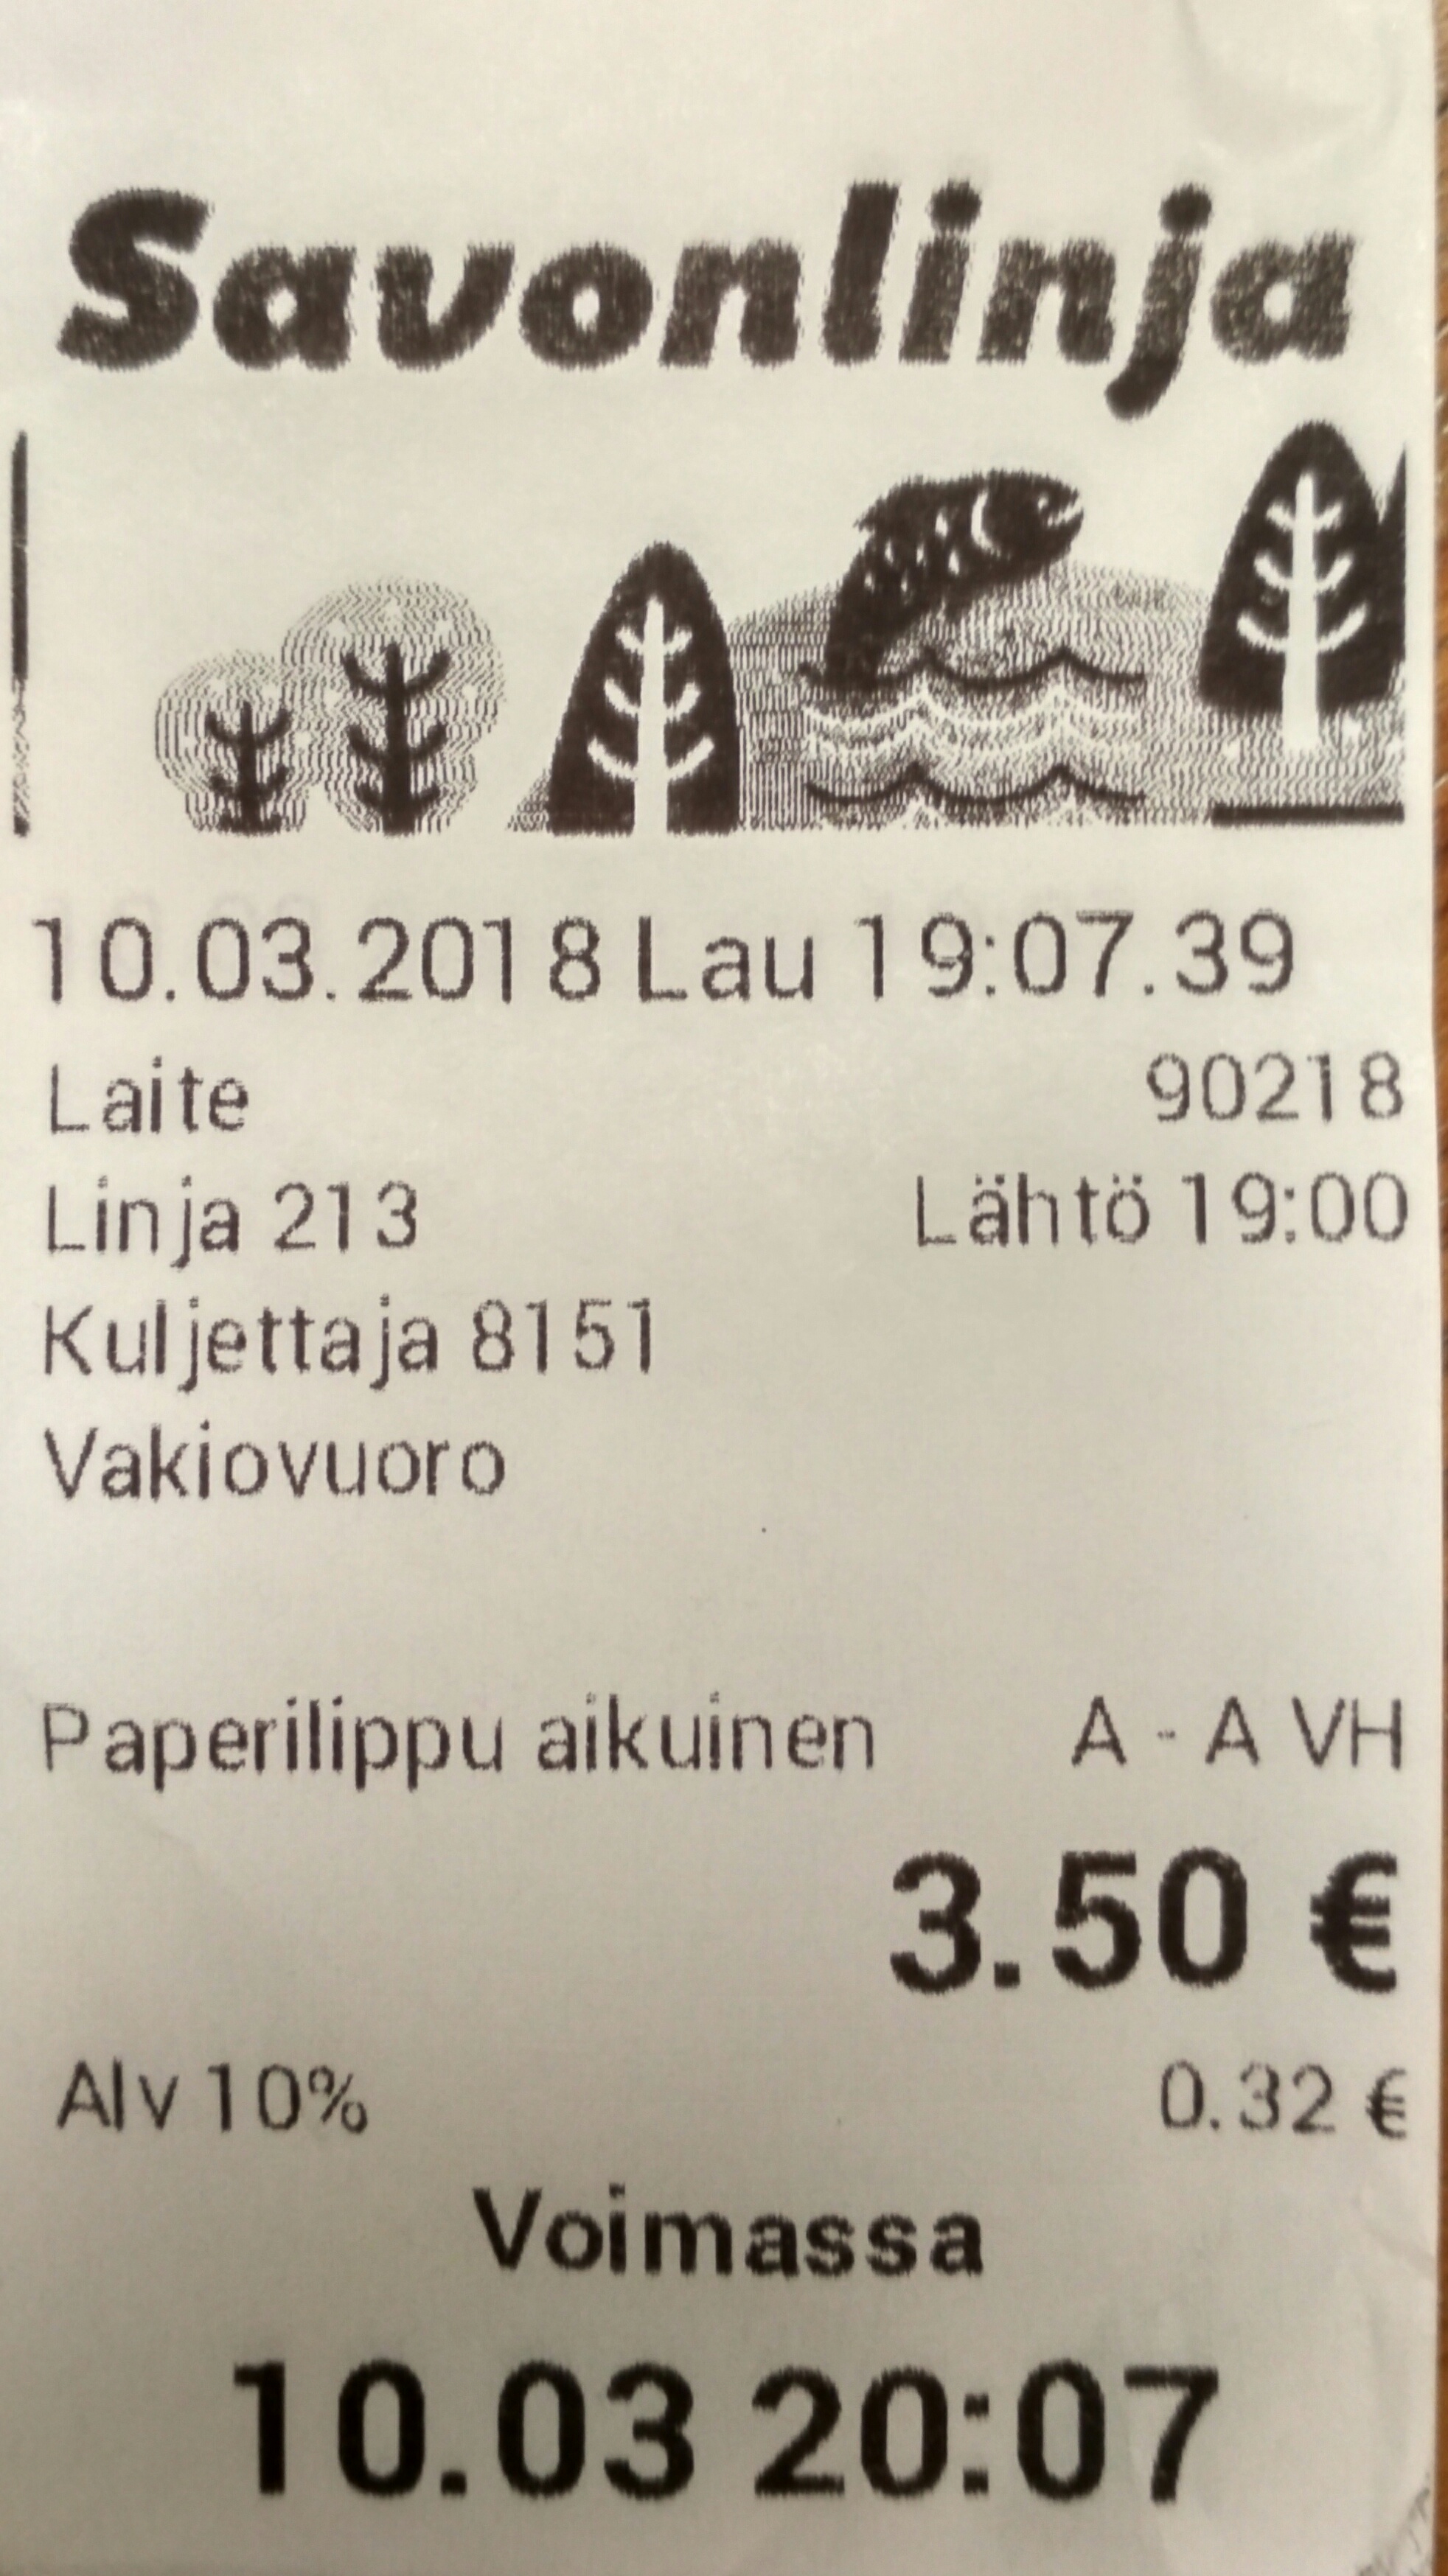 Savonlinja
10.03.2018 Lau 19:07.39
Laite 90218
Linja 213 Lähtö 19:00
Kuljettaja 8151
Vakiovuoro
Paperilippu aikuinen A - A VH
3.50 €
Alv 10% 0.32 €
Voimassa
10.03 20:07